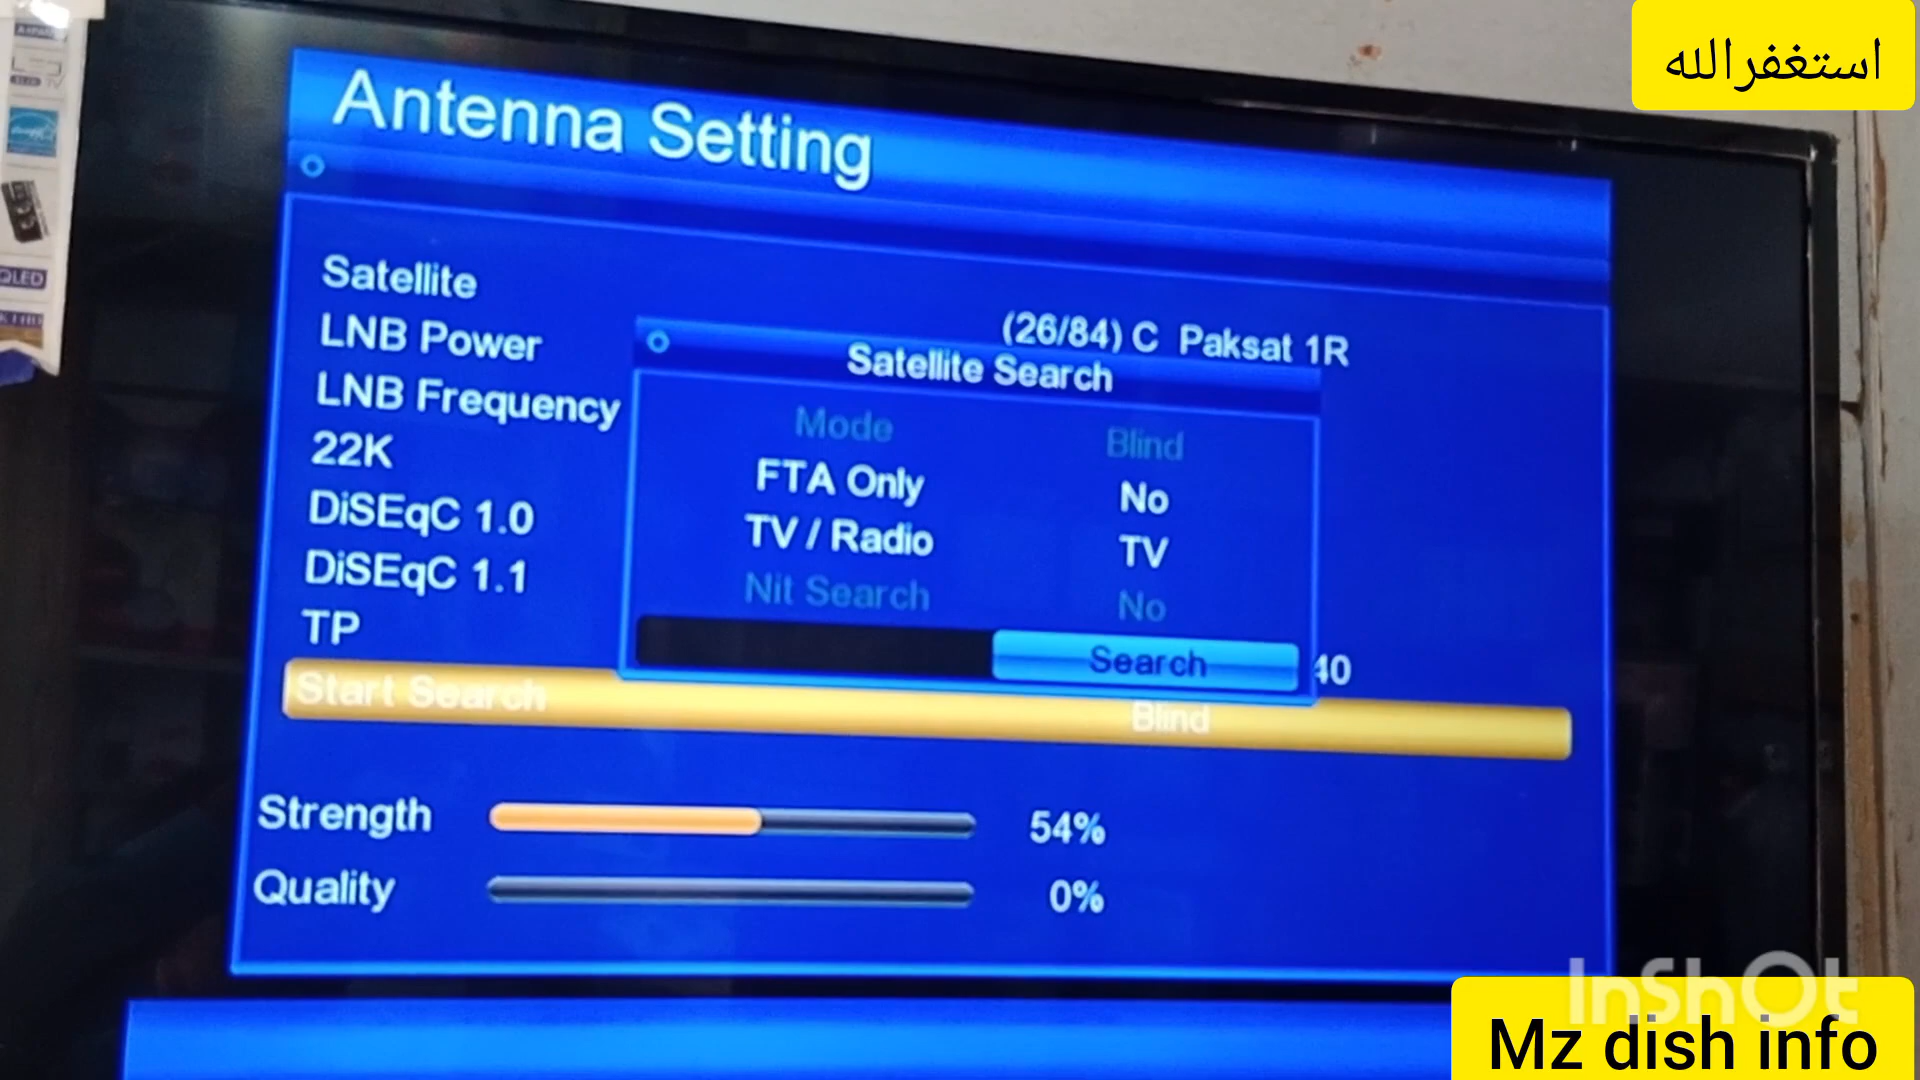 استغفرالله
Antenna Setting
Satellite
(26/84) C Paksat 1R
LNB Power
LNB Frequency
22K
DiSEqC 1.0
DiSEqC 1.1
TP
40
Satellite Search
Mode Blind
FTA Only No
TV / Radio TV
Nit Search No
Search
Start Search Blind
Strength 54%
Quality 0%
QLED
InShOt
Mz dish info